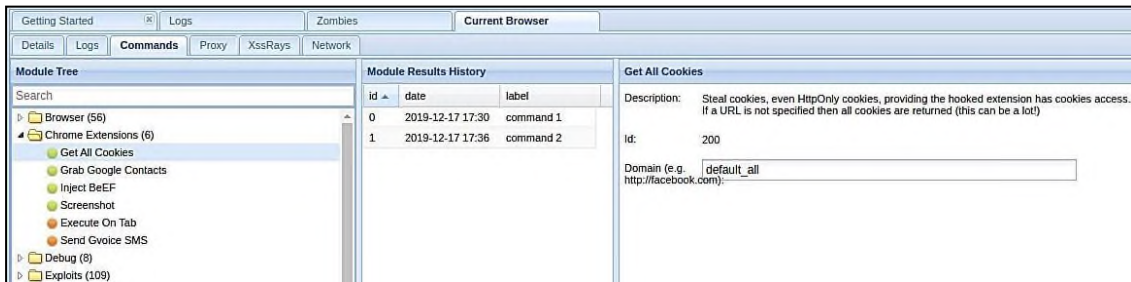 Getting Started Logs Zombies Current Browser
Details Logs Commands Proxy XssRays Network
Module Tree
Search
Browser (56)
Chrome Extensions (6)
Get All Cookies
Grab Google Contacts
Inject BeEF
Screenshot
Execute On Tab
Send Gvoice SMS
Debug (8)
Exploits (109)
Module Results History
id date label
0 2019-12-17 17:30 command 1
1 2019-12-17 17:36 command 2
Get All Cookies
Description: Steal cookies, even HttpOnly cookies, providing the hooked extension has cookies access.
If a URL is not specified then all cookies are returned (this can be a lot!)
Id: 200
Domain (e.g. default_all
http://facebook.com):